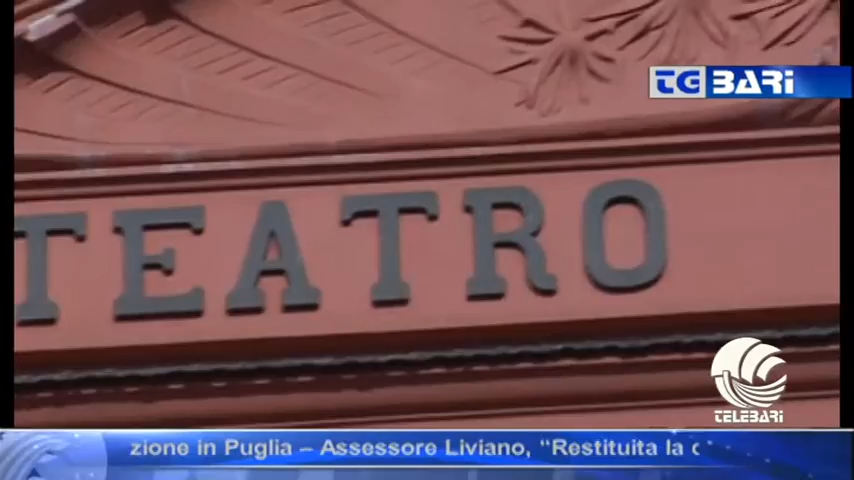 TG BARI
TEATRO
TELEBARI
zione in Puglia – Assessore Liviano, “Restituita la